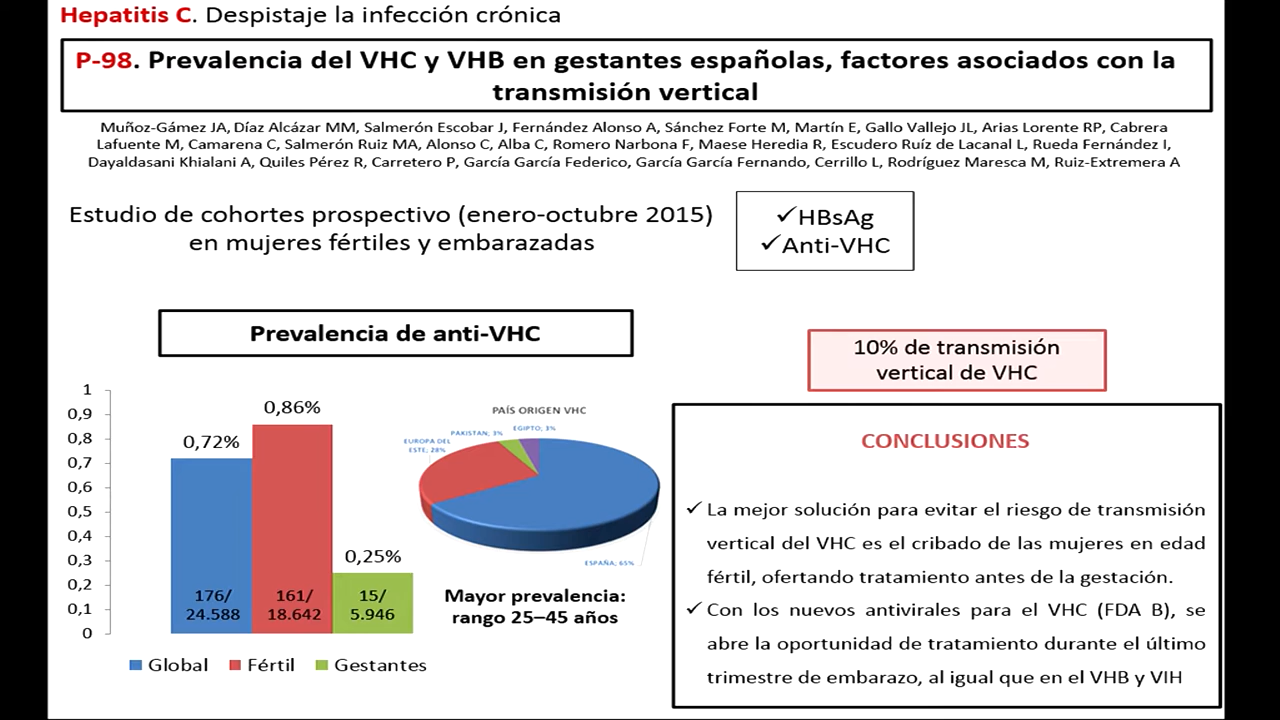 Hepatitis C. Despistaje la infección crónica
P-98. Prevalencia del VHC y VHB en gestantes españolas, factores asociados con la
transmisión vertical
Muñoz-Gámez JA, Díaz Alcázar MM, Salmerón Escobar J, Fernández Alonso A, Sánchez Forte M, Martín E, Gallo Vallejo JL, Arias Lorente RP, Cabrera
Lafuente M, Camarena C, Salmerón Ruiz MA, Alonso C, Alba C, Romero Narbona F, Maese Heredia R, Escudero Ruíz de Lacanal L, Rueda Fernández I,
Dayaldasani Khialani A, Quiles Pérez R, Carretero P, García García Federico, García García Fernando, Cerrillo L, Rodríguez Maresca M, Ruiz-Extremera A
Estudio de cohortes prospectivo (enero-octubre 2015)
en mujeres fértiles y embarazadas
✓HBsAg
✓Anti-VHC
Prevalencia de anti-VHC
1
0,9
0,8
0,7
0,6
0,5
0,4
0,3
0,2
0,1
0
0,72%
0,86%
0,25%
176/
24.588
161/
18.642
15/
5.946
Global
Fértil
Gestantes
PAÍS ORIGEN VHC
PAKISTAN; 3%
EGIPTO; 3%
EUROPA DEL
ESTE; 28%
ESPAÑA; 65%
Mayor prevalencia:
rango 25–45 años
10% de transmisión
vertical de VHC
CONCLUSIONES
✓ La mejor solución para evitar el riesgo de transmisión
vertical del VHC es el cribado de las mujeres en edad
fértil, ofertando tratamiento antes de la gestación.
✓ Con los nuevos antivirales para el VHC (FDA B), se
abre la oportunidad de tratamiento durante el último
trimestre de embarazo, al igual que en el VHB y VIH